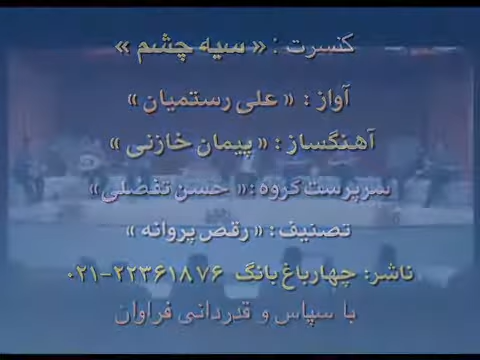 کنسرت : « سیه چشم »
آواز : « علی رستمیان »
آهنگساز : « پیمان خازنی »
سرپرست گروه : « حسن تفضلی »
تصنیف : « رقص پروانه »
ناشر: چهارباغ بانگ ۲۲۳۶۱۸۷۶-۰۲۱
با سپاس و قدردانی فراوان